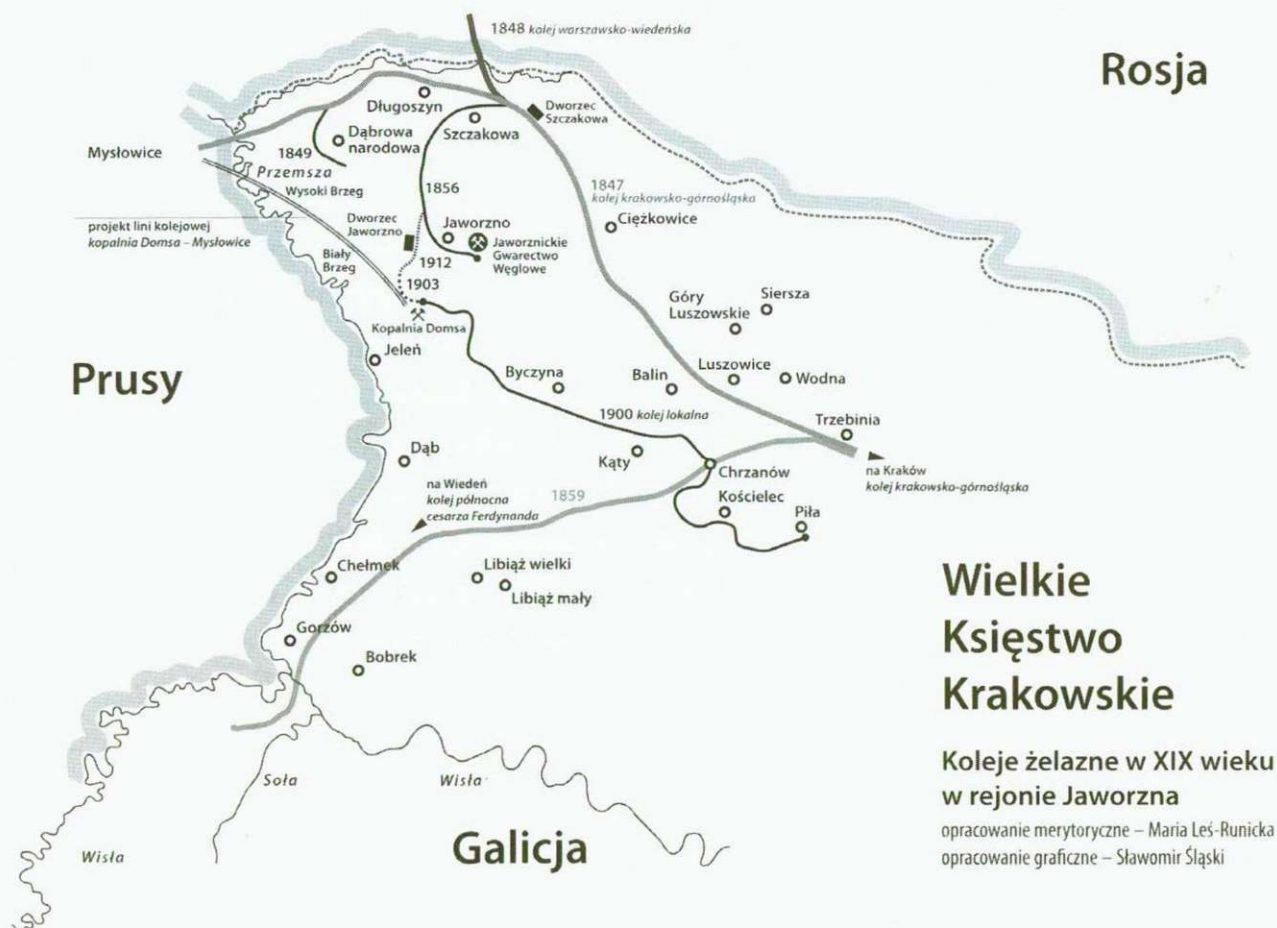 1848 kolej warszawsko-wiedeńska
Rosja
Długoszyn
Dworzec
Szczakowa
Szczakowa
Dąbrowa
narodowa
Mysłowice
1849
Przemsza
Wysoki Brzeg
1856
1847
kolej krakowsko-górnośląska
Ciężkowice
projekt lini kolejowej
kopalnia Domsa – Mysłowice
Dworzec
Jaworzno
Jaworzno
Jaworznickie
Gwarectwo
Węglowe
Biały
Brzeg
1912
1903
Kopalnia Domsa
Góry
Luszowskie
Siersza
Jeleń
Prusy
Byczyna
Balin
Luszowice
Wodna
1900 kolej lokalna
Trzebinia
Dąb
Kąty
Chrzanów
na Kraków
kolej krakowsko-górnośląska
na Wiedeń
kolej północna
cesarza Ferdynanda
1859
Kościelec
Piła
Chełmek
Libiąż wielki
Libiąż mały
Gorzów
Bobrek
Wielkie
Księstwo
Krakowskie
Koleje żelazne w XIX wieku
w rejonie Jaworzna
opracowanie merytoryczne – Maria Leś-Runicka
opracowanie graficzne – Sławomir Śląski
Soła
Wisła
Galicja
Wisła